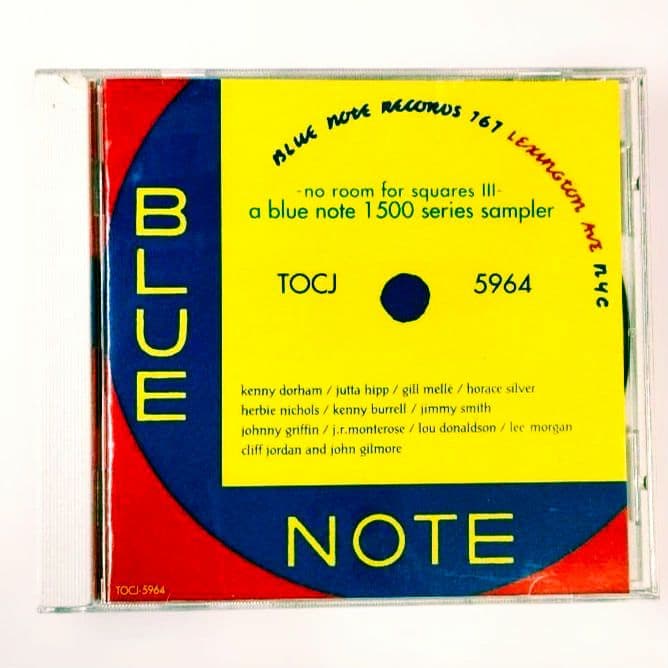 BLUE NOTE RECORDS 767 LEXINGTON AVE NYC
-no room for squares III-
a blue note 1500 series sampler
TOCJ 5964
kenny dorham / jutta hipp / gill melle / horace silver
herbie nichols / kenny burrell / jimmy smith
johnny griffin / j.r.monterose / lou donaldson / lee morgan
cliff jordan and john gilmore
BLUE
NOTE
TOCJ-5964